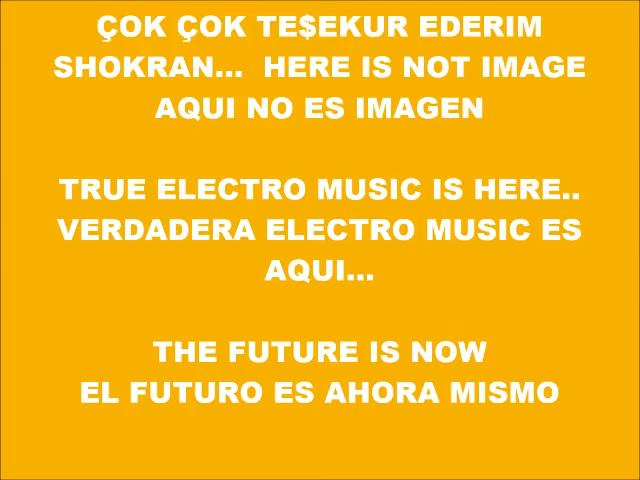 ÇOK ÇOK TE$EKUR EDERIM
SHOKRAN... HERE IS NOT IMAGE
AQUI NO ES IMAGEN
TRUE ELECTRO MUSIC IS HERE..
VERDADERA ELECTRO MUSIC ES
AQUI...
THE FUTURE IS NOW
EL FUTURO ES AHORA MISMO